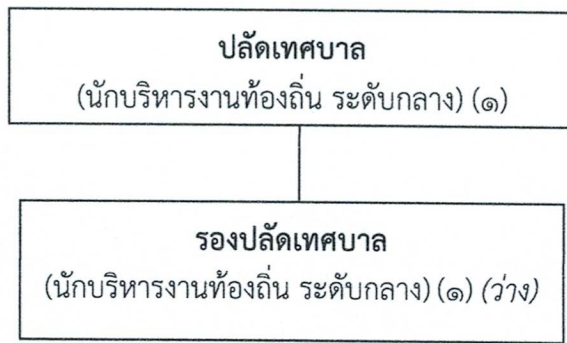 ปลัดเทศบาล
(นักบริหารงานท้องถิ่น ระดับกลาง) (๑)
รองปลัดเทศบาล
(นักบริหารงานท้องถิ่น ระดับกลาง) (๑) (ว่าง)